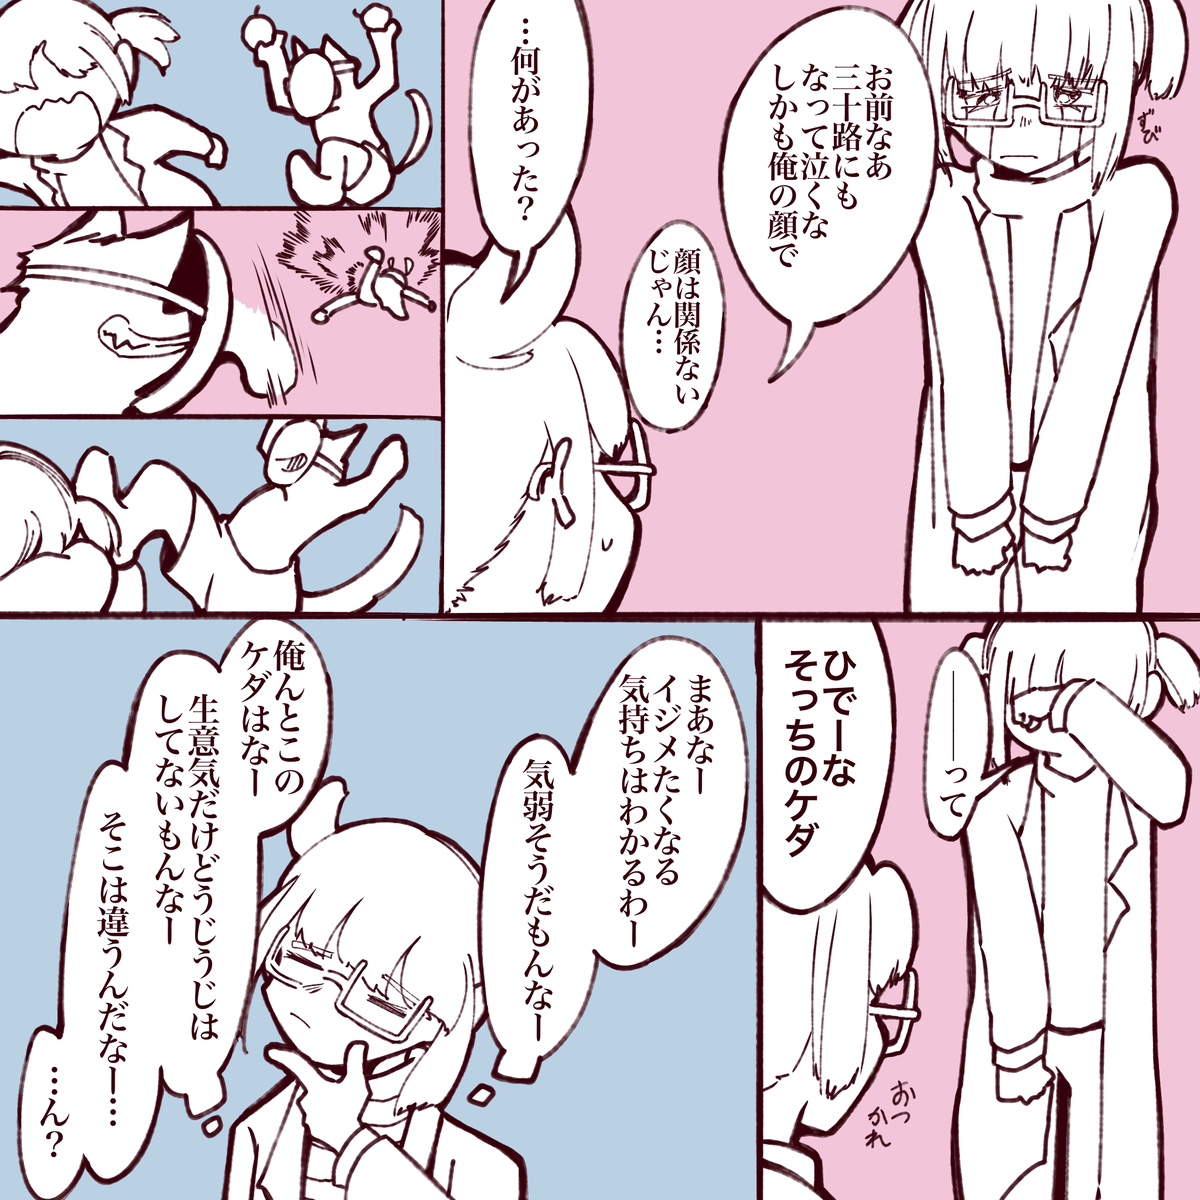 お前なあ
三十路にも
なって泣くな
しかも俺の顔で
ずび
顔は関係ない
じゃん…
…何があった？
――って
ひでーな
そっちのケダ
おつ
かれ
まあなー
イジメたくなる
気持ちはわかるわー
気弱そうだもんなー
俺んとこの
ケダはなー
生意気だけどうじうじは
してないもんなー
そこは違うんだなー…
…ん？